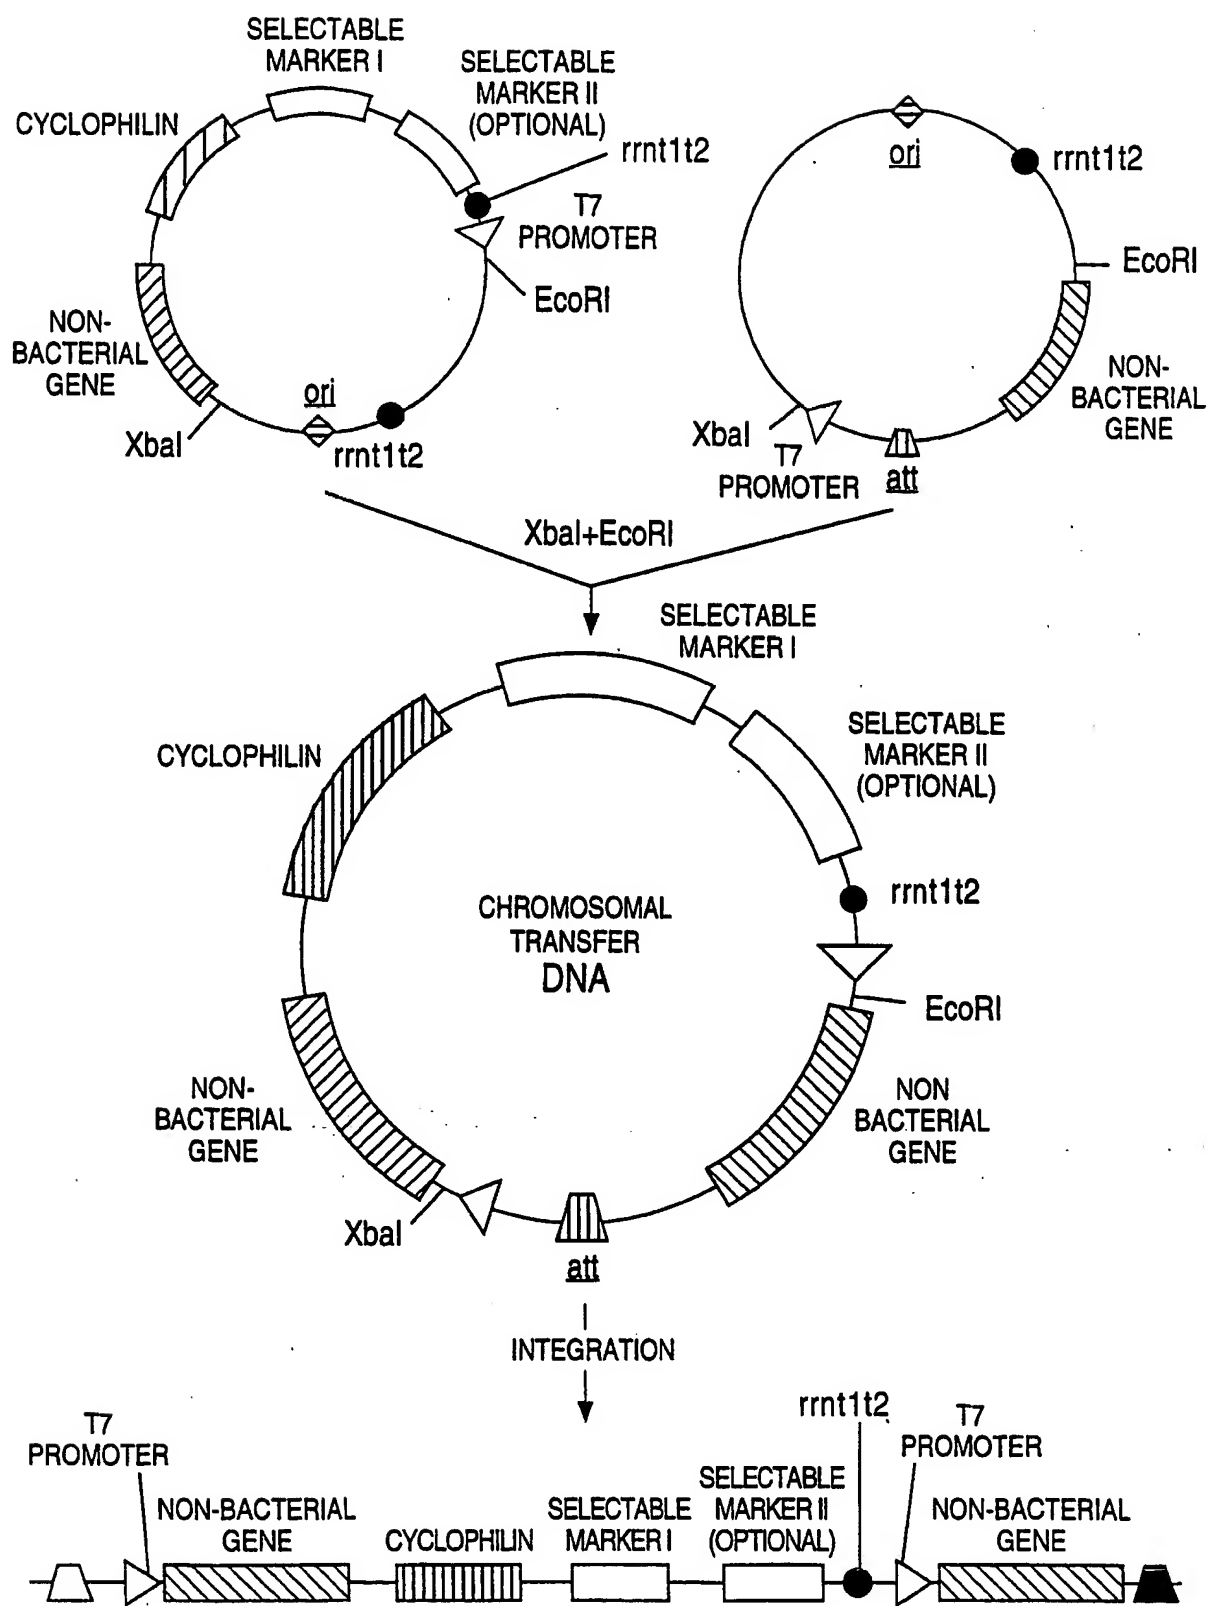 SELECTABLE
MARKER I
SELECTABLE
MARKER II
(OPTIONAL)
CYCLOPHILIN
rrnt1t2
T7
PROMOTER
EcoRI
NON-
BACTERIAL
GENE
XbaI
ori
rrnt1t2
ori
rrnt1t2
EcoRI
NON-
BACTERIAL
GENE
XbaI
T7
PROMOTER
att
XbaI+EcoRI
SELECTABLE
MARKER I
SELECTABLE
MARKER II
(OPTIONAL)
CYCLOPHILIN
rrnt1t2
CHROMOSOMAL
TRANSFER
DNA
EcoRI
NON-
BACTERIAL
GENE
NON
BACTERIAL
GENE
XbaI
att
INTEGRATION
T7
PROMOTER
NON-BACTERIAL
GENE
CYCLOPHILIN
SELECTABLE
MARKER I
SELECTABLE
MARKER II
(OPTIONAL)
rrnt1t2
T7
PROMOTER
NON-BACTERIAL
GENE